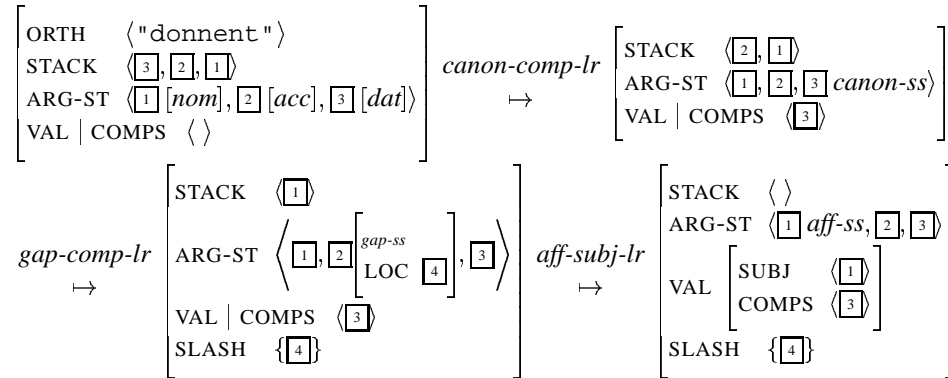 ORTH ⟨"donnent"⟩
STACK ⟨3, 2, 1⟩
ARG-ST ⟨1 [nom], 2 [acc], 3 [dat]⟩
VAL | COMPS ⟨ ⟩
canon-comp-lr
↦
STACK ⟨2, 1⟩
ARG-ST ⟨1, 2, 3 canon-ss⟩
VAL | COMPS ⟨3⟩
gap-comp-lr
↦
STACK ⟨1⟩
ARG-ST ⟨1, 2 [gap-ss LOC 4], 3⟩
VAL | COMPS ⟨3⟩
SLASH {4}
aff-subj-lr
↦
STACK ⟨ ⟩
ARG-ST ⟨1 aff-ss, 2, 3⟩
VAL [SUBJ ⟨1⟩
COMPS ⟨3⟩]
SLASH {4}